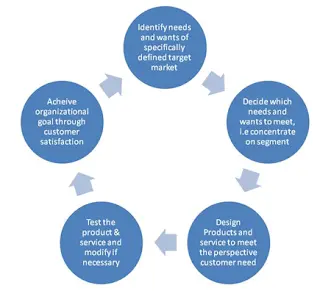 Identify needs
and wants of
specifically
defined target
market
Decide which
needs and
wants to meet,
i.e concentrate
on segment
Design
Products and
service to meet
the perspective
customer need
Test the
product &
service and
modify if
necessary
Acheive
organizational
goal through
customer
satisfaction